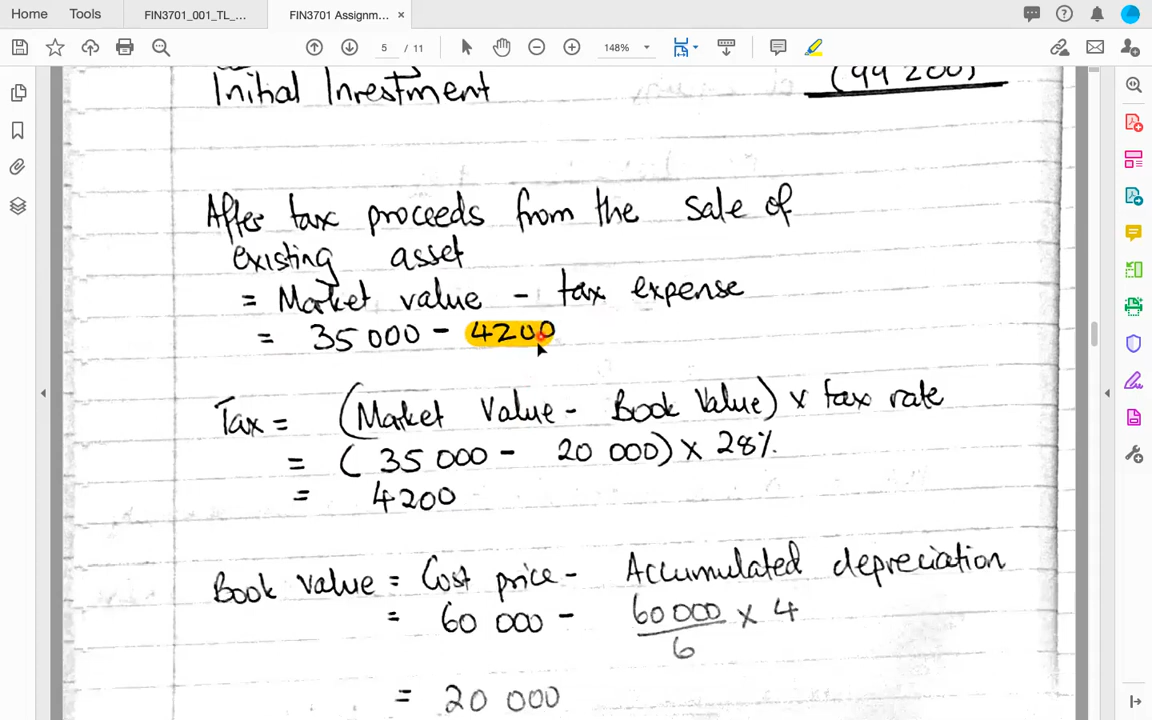 Home Tools FIN3701_001_TL_... FIN3701 Assignm... ×
5 / 11 148%
Initial Investment (99 200)
After tax proceeds from the sale of
existing asset
= Market value - tax expense
= 35 000 - 4200
Tax = (Market Value - Book Value) x tax rate
= (35 000 - 20 000) x 28%
= 4200
Book value = Cost price - Accumulated depreciation
= 60 000 - 60 000 x 4
6
= 20 000